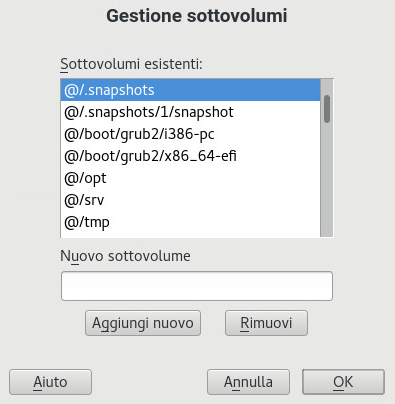 Gestione sottovolumi
Sottovolumi esistenti:
@/.snapshots
@/.snapshots/1/snapshot
@/boot/grub2/i386-pc
@/boot/grub2/x86_64-efi
@/opt
@/srv
@/tmp
Nuovo sottovolume
Aggiungi nuovo Rimuovi
Aiuto Annulla OK